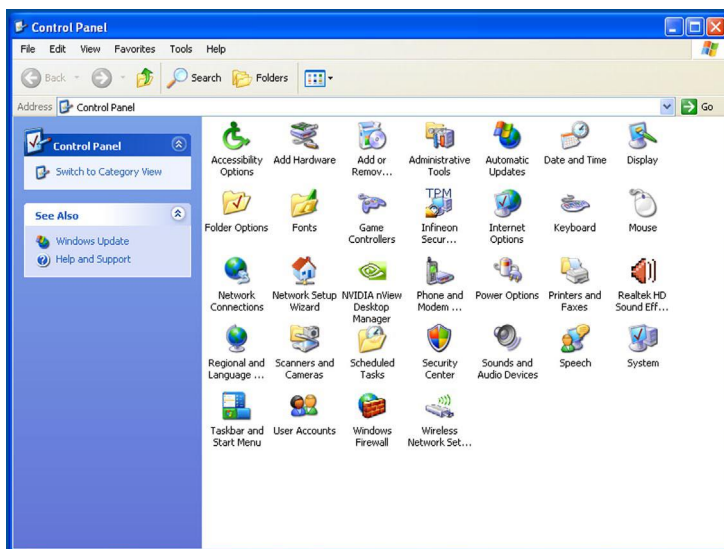 Control Panel
File Edit View Favorites Tools Help
Back Search Folders
Address Control Panel Go
Control Panel
Switch to Category View
See Also
Windows Update
Help and Support
Accessibility Options
Add Hardware
Add or Remov...
Administrative Tools
Automatic Updates
Date and Time
Display
Folder Options
Fonts
Game Controllers
TPM
Infineon Secur...
Internet Options
Keyboard
Mouse
Network Connections
Network Setup Wizard
NVIDIA nView Desktop Manager
Phone and Modem ...
Power Options
Printers and Faxes
Realtek HD Sound Eff...
Regional and Language ...
Scanners and Cameras
Scheduled Tasks
Security Center
Sounds and Audio Devices
Speech
System
Taskbar and Start Menu
User Accounts
Windows Firewall
Wireless Network Set...